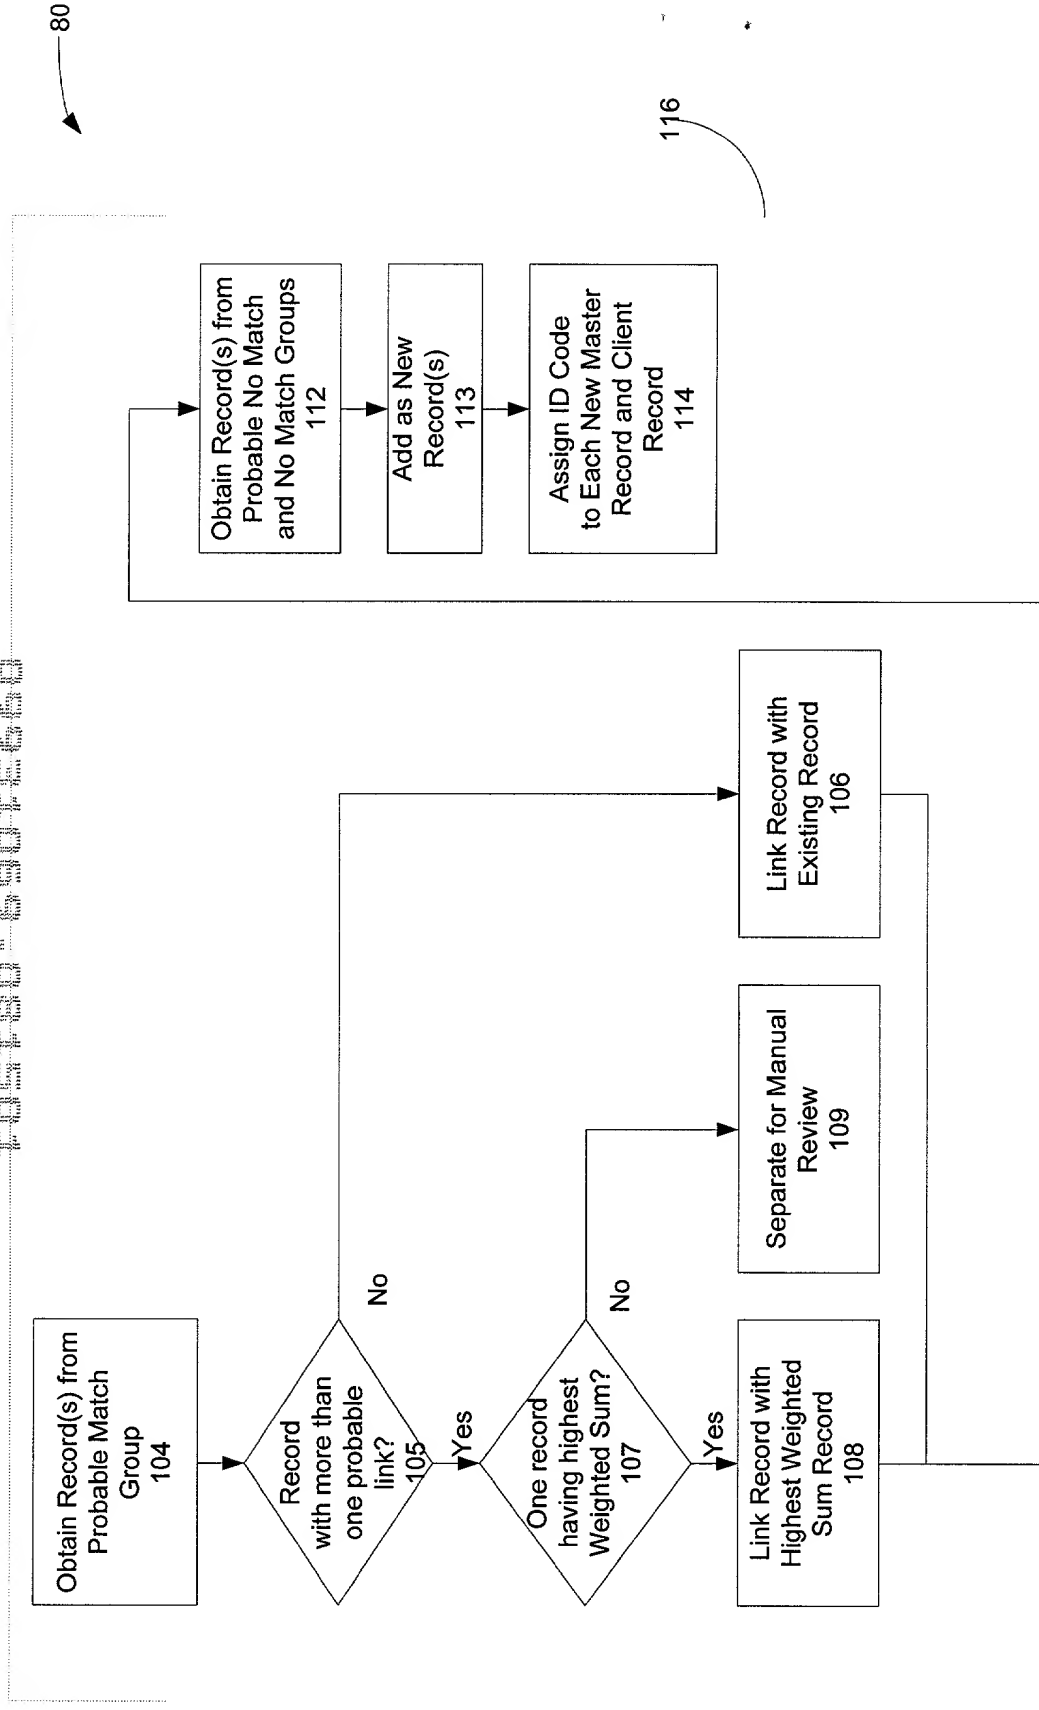 80
116
Obtain Record(s) from
Probable Match
Group
104
Record
with more than
one probable
link?
105
No
Yes
One record
having highest
Weighted Sum?
107
No
Yes
Link Record with
Highest Weighted
Sum Record
108
Separate for Manual
Review
109
Link Record with
Existing Record
106
Obtain Record(s) from
Probable No Match
and No Match Groups
112
Add as New
Record(s)
113
Assign ID Code
to Each New Master
Record and Client
Record
114